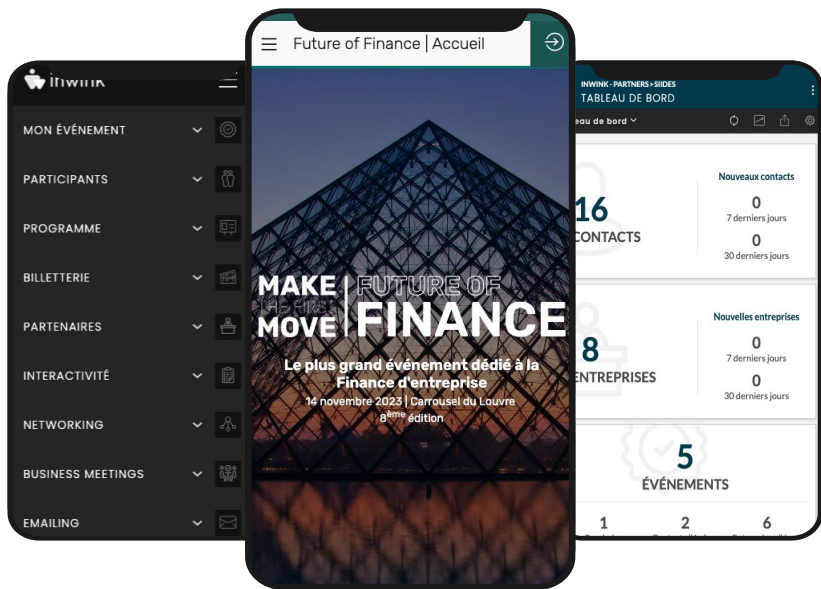 inwink
MON ÉVÉNEMENT
PARTICIPANTS
PROGRAMME
BILLETTERIE
PARTENAIRES
INTERACTIVITÉ
NETWORKING
BUSINESS MEETINGS
EMAILING
Future of Finance | Accueil
MAKE
THE FIRST
MOVE
FUTURE OF
FINANCE
Le plus grand événement dédié à la
Finance d'entreprise
14 novembre 2023 | Carrousel du Louvre
8ème édition
INWINK - PARTNERS > SIIDES
TABLEAU DE BORD
eau de bord
16
CONTACTS
Nouveaux contacts
0
7 derniers jours
0
30 derniers jours
8
ENTREPRISES
Nouvelles entreprises
0
7 derniers jours
0
30 derniers jours
5
ÉVÉNEMENTS
1 2 6